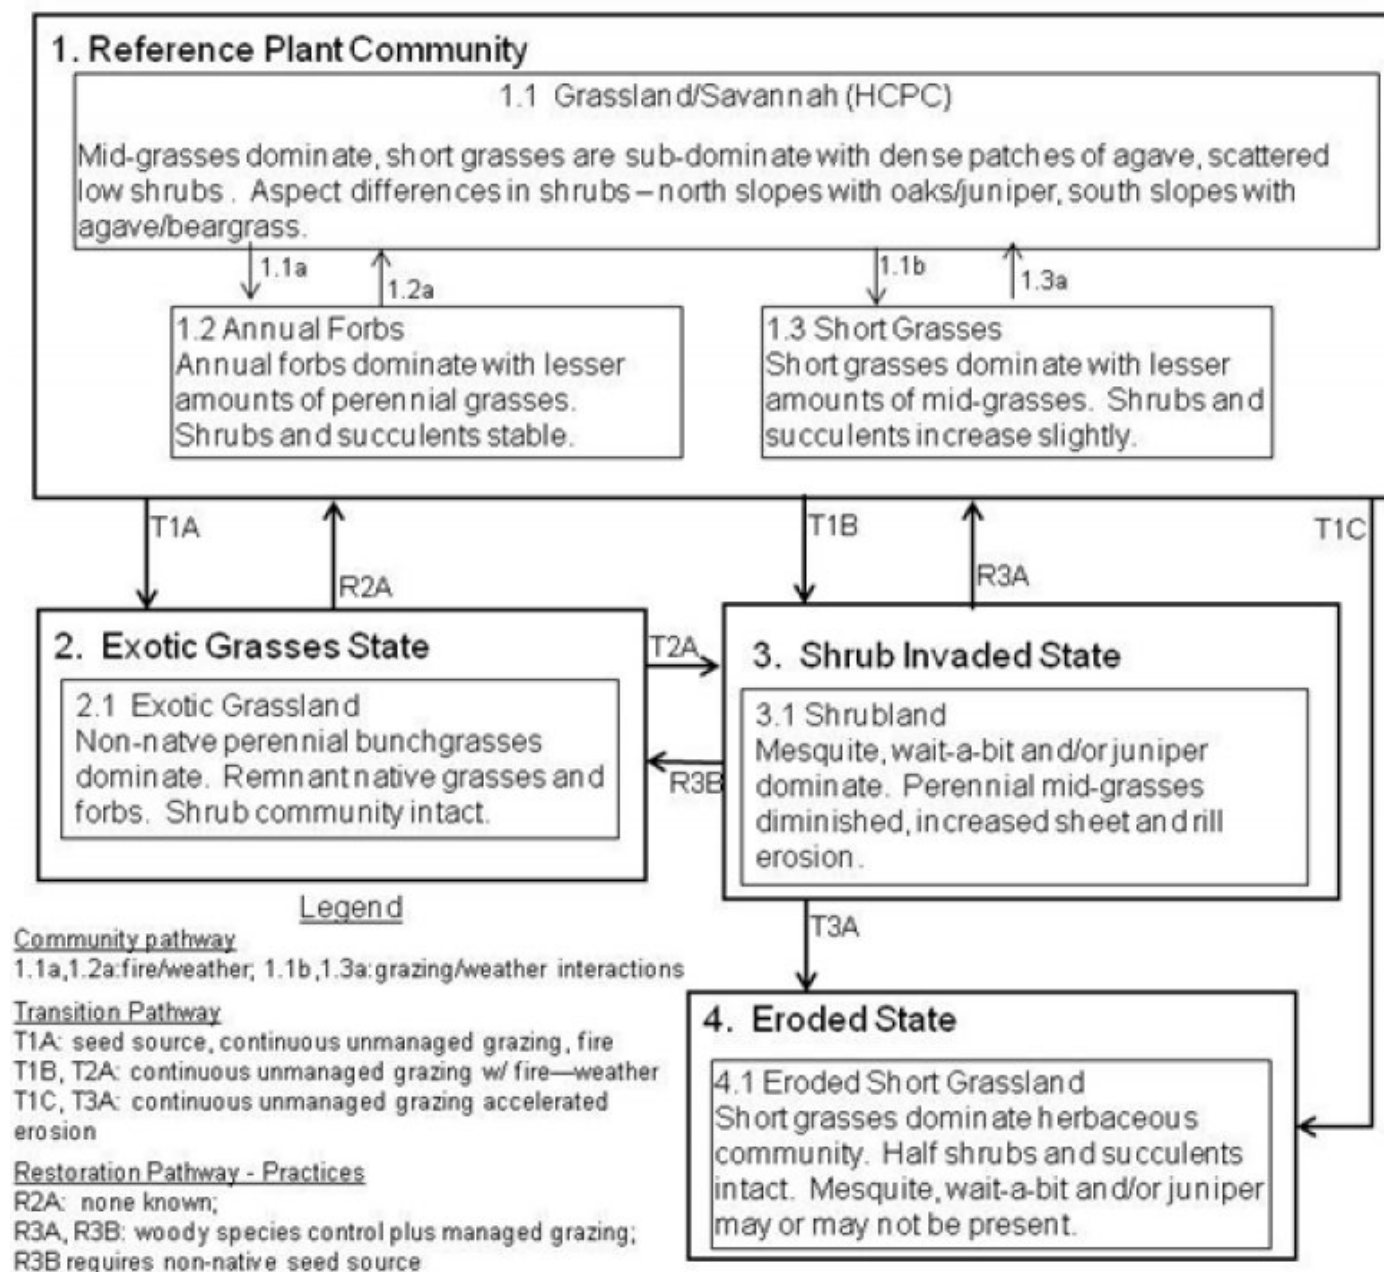 1. Reference Plant Community
1.1 Grassland/Savannah (HCPC)
Mid-grasses dominate, short grasses are sub-dominate with dense patches of agave, scattered
low shrubs . Aspect differences in shrubs – north slopes with oaks/juniper, south slopes with
agave/beargrass.
1.1a
1.2a
1.1b
1.3a
1.2 Annual Forbs
Annual forbs dominate with lesser
amounts of perennial grasses.
Shrubs and succulents stable.
1.3 Short Grasses
Short grasses dominate with lesser
amounts of mid-grasses. Shrubs and
succulents increase slightly.
T1A
R2A
T1B
R3A
T1C
2. Exotic Grasses State
2.1 Exotic Grassland
Non-natve perennial bunchgrasses
dominate. Remnant native grasses and
forbs. Shrub community intact.
T2A
R3B
3. Shrub Invaded State
3.1 Shrubland
Mesquite, wait-a-bit and/or juniper
dominate. Perennial mid-grasses
diminished, increased sheet and rill
erosion.
T3A
4. Eroded State
4.1 Eroded Short Grassland
Short grasses dominate herbaceous
community. Half shrubs and succulents
intact. Mesquite, wait-a-bit and/or juniper
may or may not be present.
Legend
Community pathway
1.1a,1.2a:fire/weather; 1.1b,1.3a:grazing/weather interactions
Transition Pathway
T1A: seed source, continuous unmanaged grazing, fire
T1B, T2A: continuous unmanaged grazing w/ fire—weather
T1C, T3A: continuous unmanaged grazing accelerated
erosion
Restoration Pathway - Practices
R2A: none known;
R3A, R3B: woody species control plus managed grazing;
R3B requires non-native seed source